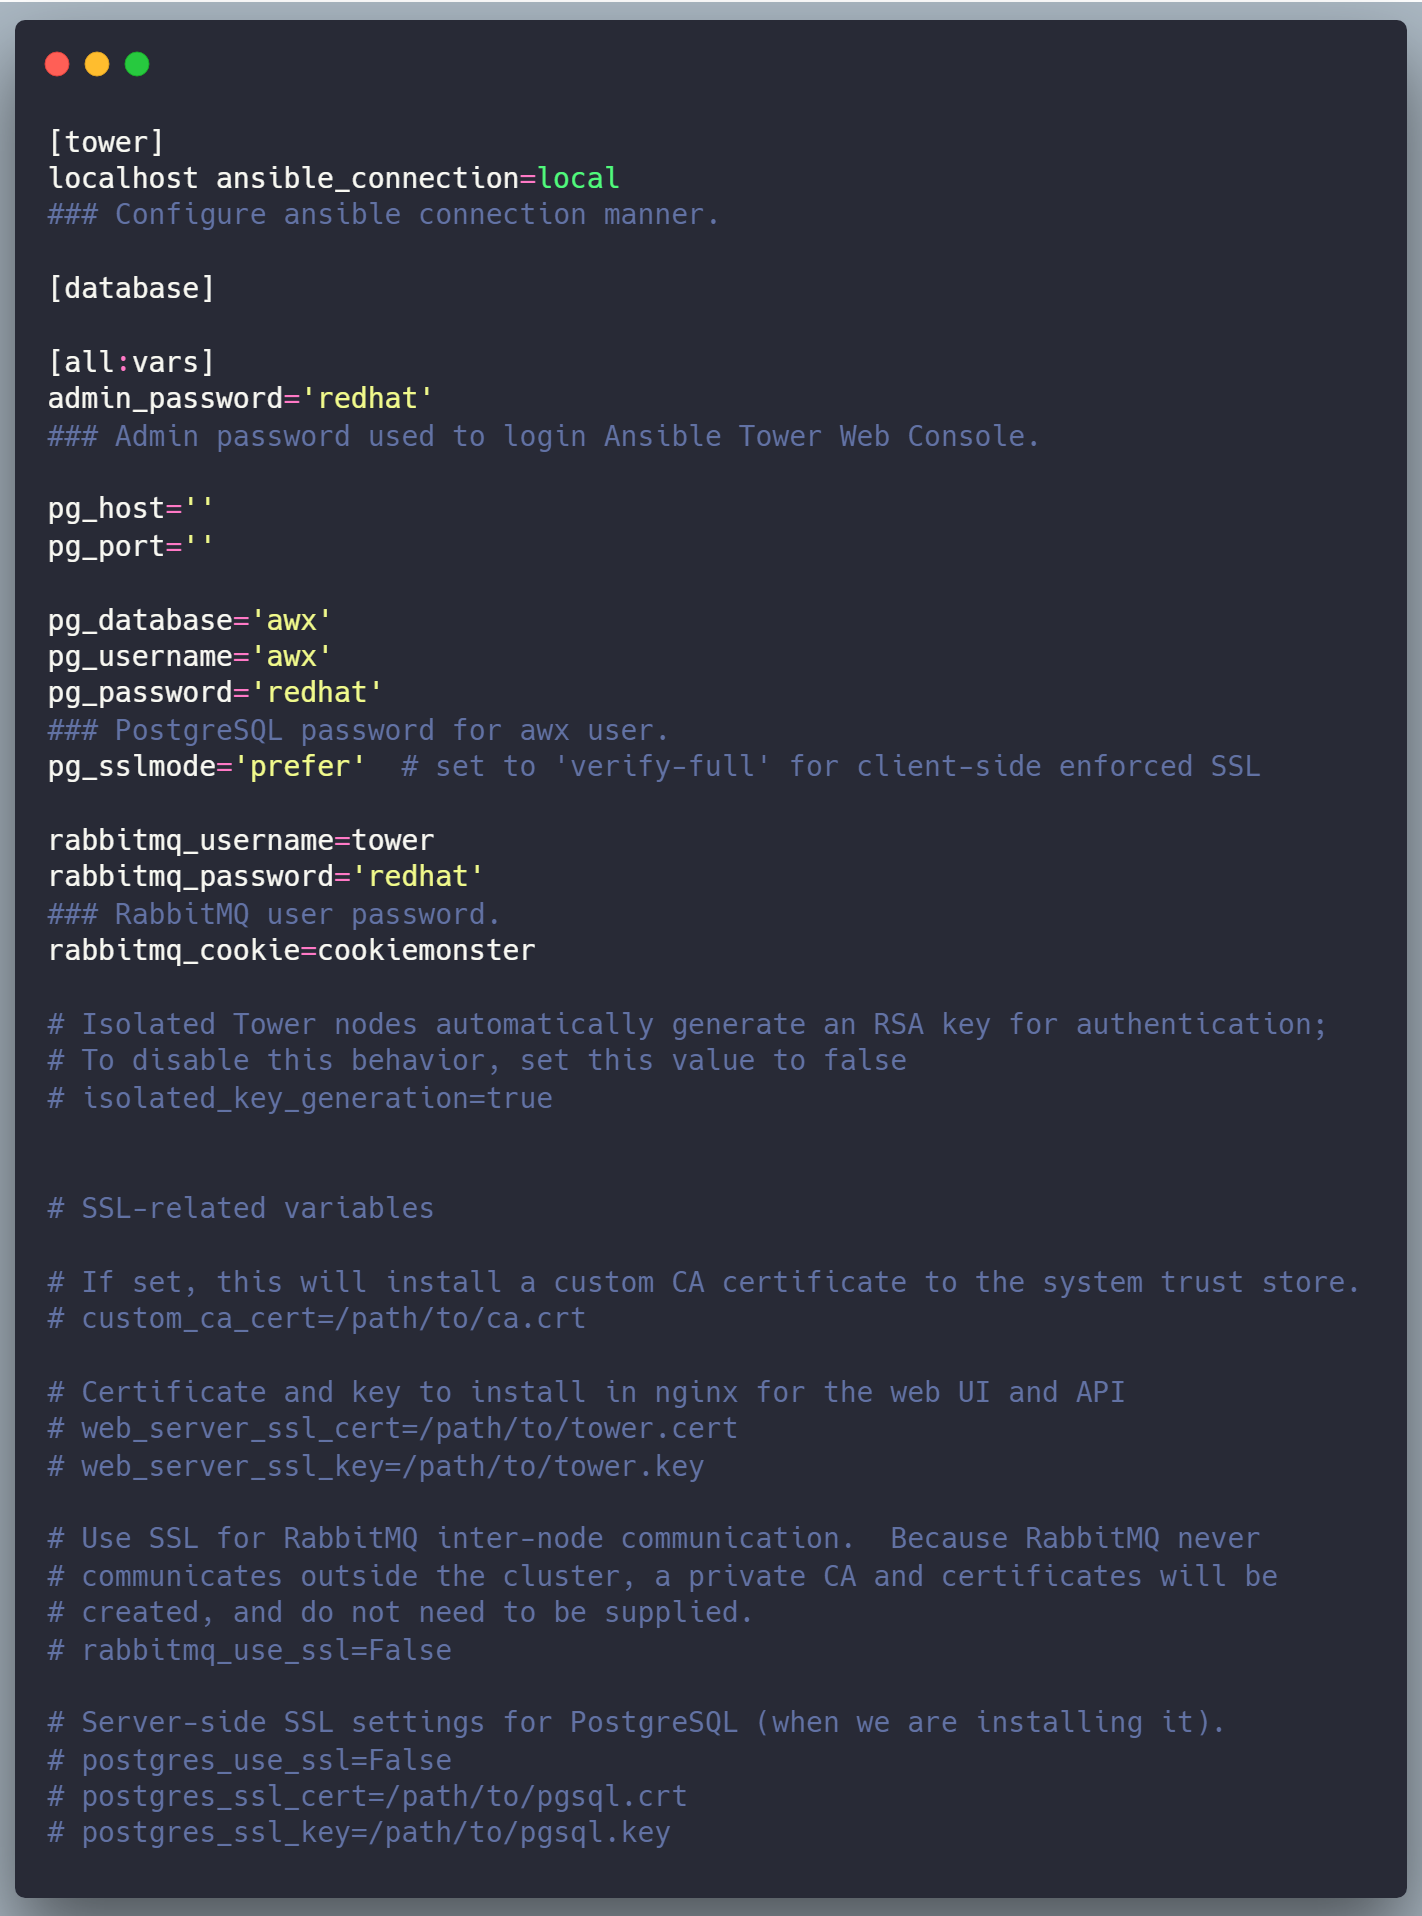 [tower]
localhost ansible_connection=local
### Configure ansible connection manner.
[database]
[all:vars]
admin_password='redhat'
### Admin password used to login Ansible Tower Web Console.
pg_host=''
pg_port=''
pg_database='awx'
pg_username='awx'
pg_password='redhat'
### PostgreSQL password for awx user.
pg_sslmode='prefer'  # set to 'verify-full' for client-side enforced SSL
rabbitmq_username=tower
rabbitmq_password='redhat'
### RabbitMQ user password.
rabbitmq_cookie=cookiemonster
# Isolated Tower nodes automatically generate an RSA key for authentication;
# To disable this behavior, set this value to false
# isolated_key_generation=true
# SSL-related variables
# If set, this will install a custom CA certificate to the system trust store.
# custom_ca_cert=/path/to/ca.crt
# Certificate and key to install in nginx for the web UI and API
# web_server_ssl_cert=/path/to/tower.cert
# web_server_ssl_key=/path/to/tower.key
# Use SSL for RabbitMQ inter-node communication.  Because RabbitMQ never
# communicates outside the cluster, a private CA and certificates will be
# created, and do not need to be supplied.
# rabbitmq_use_ssl=False
# Server-side SSL settings for PostgreSQL (when we are installing it).
# postgres_use_ssl=False
# postgres_ssl_cert=/path/to/pgsql.crt
# postgres_ssl_key=/path/to/pgsql.key